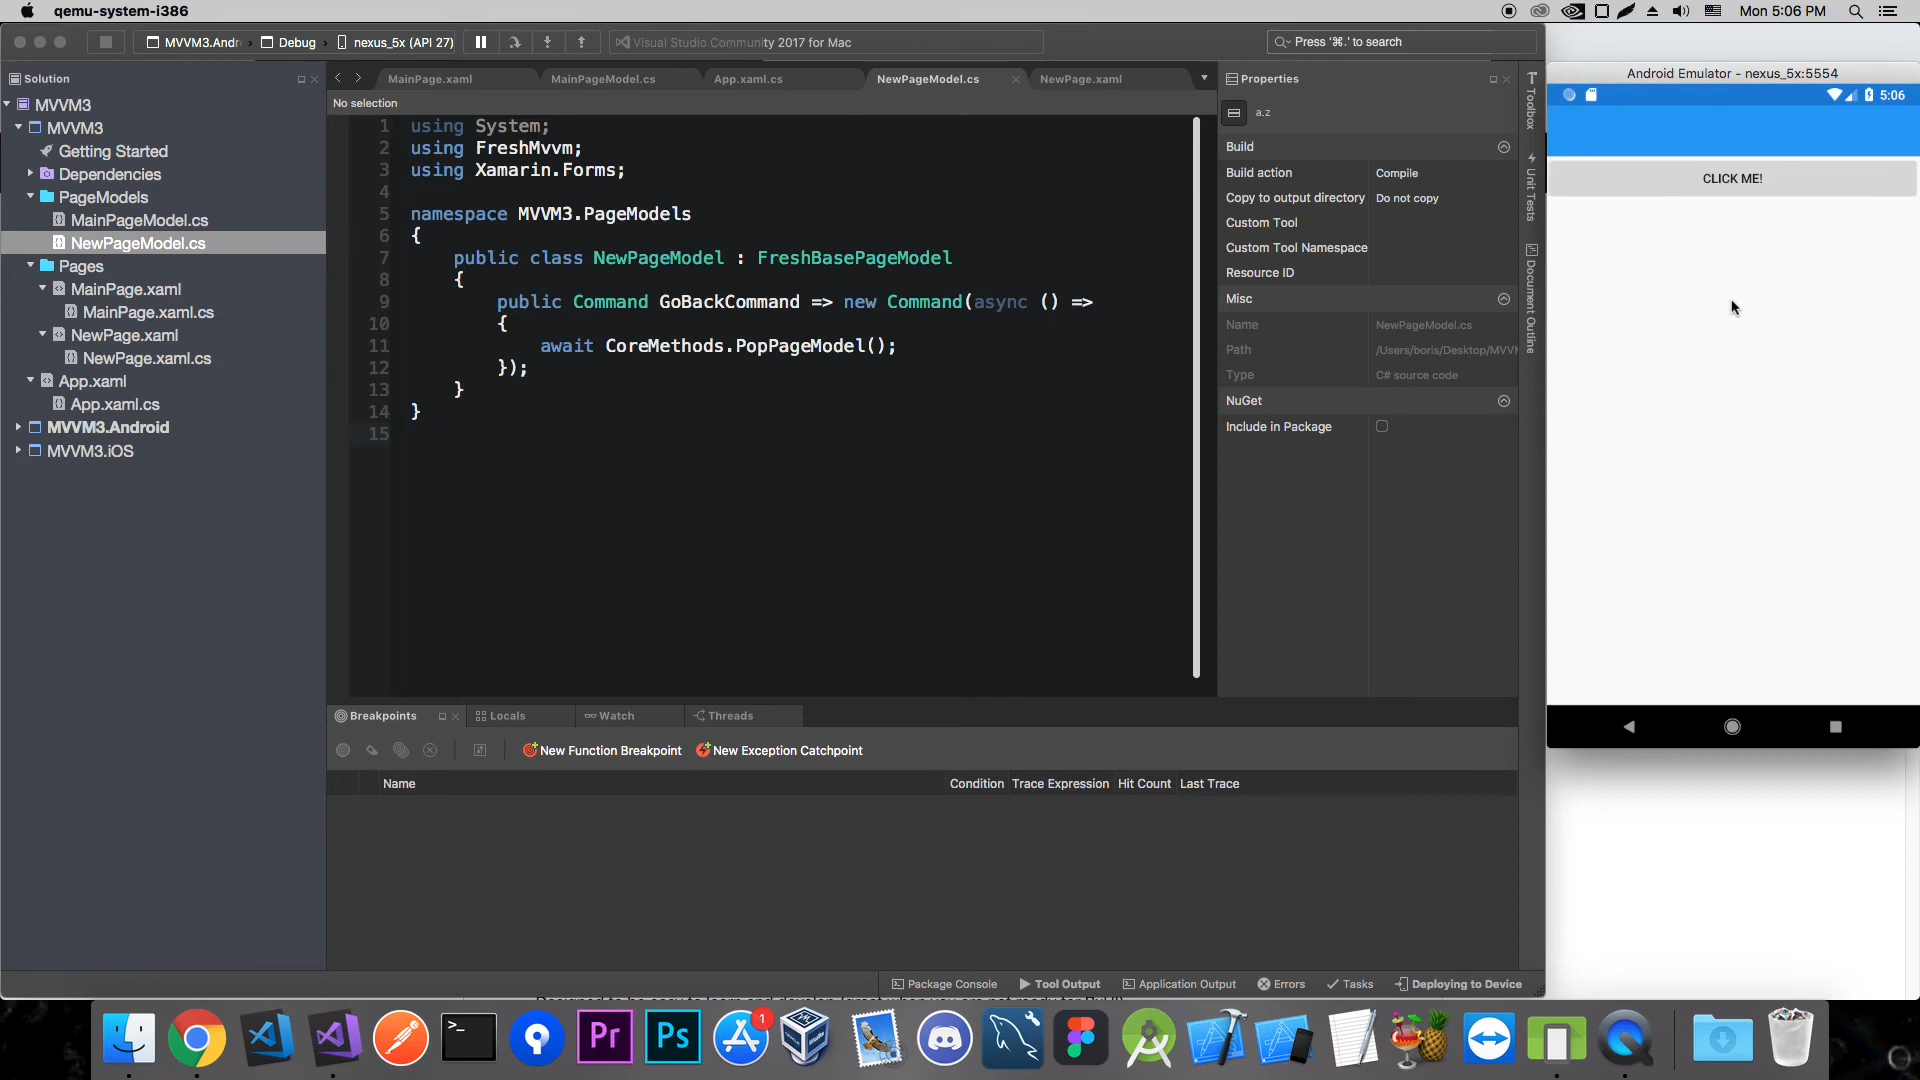 qemu-system-i386
Mon 5:06 PM
MVVM3.Andr
Debug
nexus_5x (API 27)
Visual Studio Community 2017 for Mac
Press '⌘.' to search
Solution
MVVM3
MVVM3
Getting Started
Dependencies
PageModels
MainPageModel.cs
NewPageModel.cs
Pages
MainPage.xaml
MainPage.xaml.cs
NewPage.xaml
NewPage.xaml.cs
App.xaml
App.xaml.cs
MVVM3.Android
MVVM3.iOS
MainPage.xaml
MainPageModel.cs
App.xaml.cs
NewPageModel.cs
NewPage.xaml
No selection
1 using System;
2 using FreshMvvm;
3 using Xamarin.Forms;
4
5 namespace MVVM3.PageModels
6 {
7 public class NewPageModel : FreshBasePageModel
8 {
9 public Command GoBackCommand => new Command(async () =>
10 {
11 await CoreMethods.PopPageModel();
12 });
13 }
14 }
15
Properties
a.z
Build
Build action Compile
Copy to output directory Do not copy
Custom Tool
Custom Tool Namespace
Resource ID
Misc
Name NewPageModel.cs
Path /Users/boris/Desktop/MVVM
Type C# source code
NuGet
Include in Package
Toolbox
Unit Tests
Document Outline
Android Emulator - nexus_5x:5554
5:06
CLICK ME!
Breakpoints
Locals
Watch
Threads
New Function Breakpoint
New Exception Catchpoint
Name
Condition
Trace Expression
Hit Count
Last Trace
Package Console
Tool Output
Application Output
Errors
Tasks
Deploying to Device
>_
Pr
Ps
1